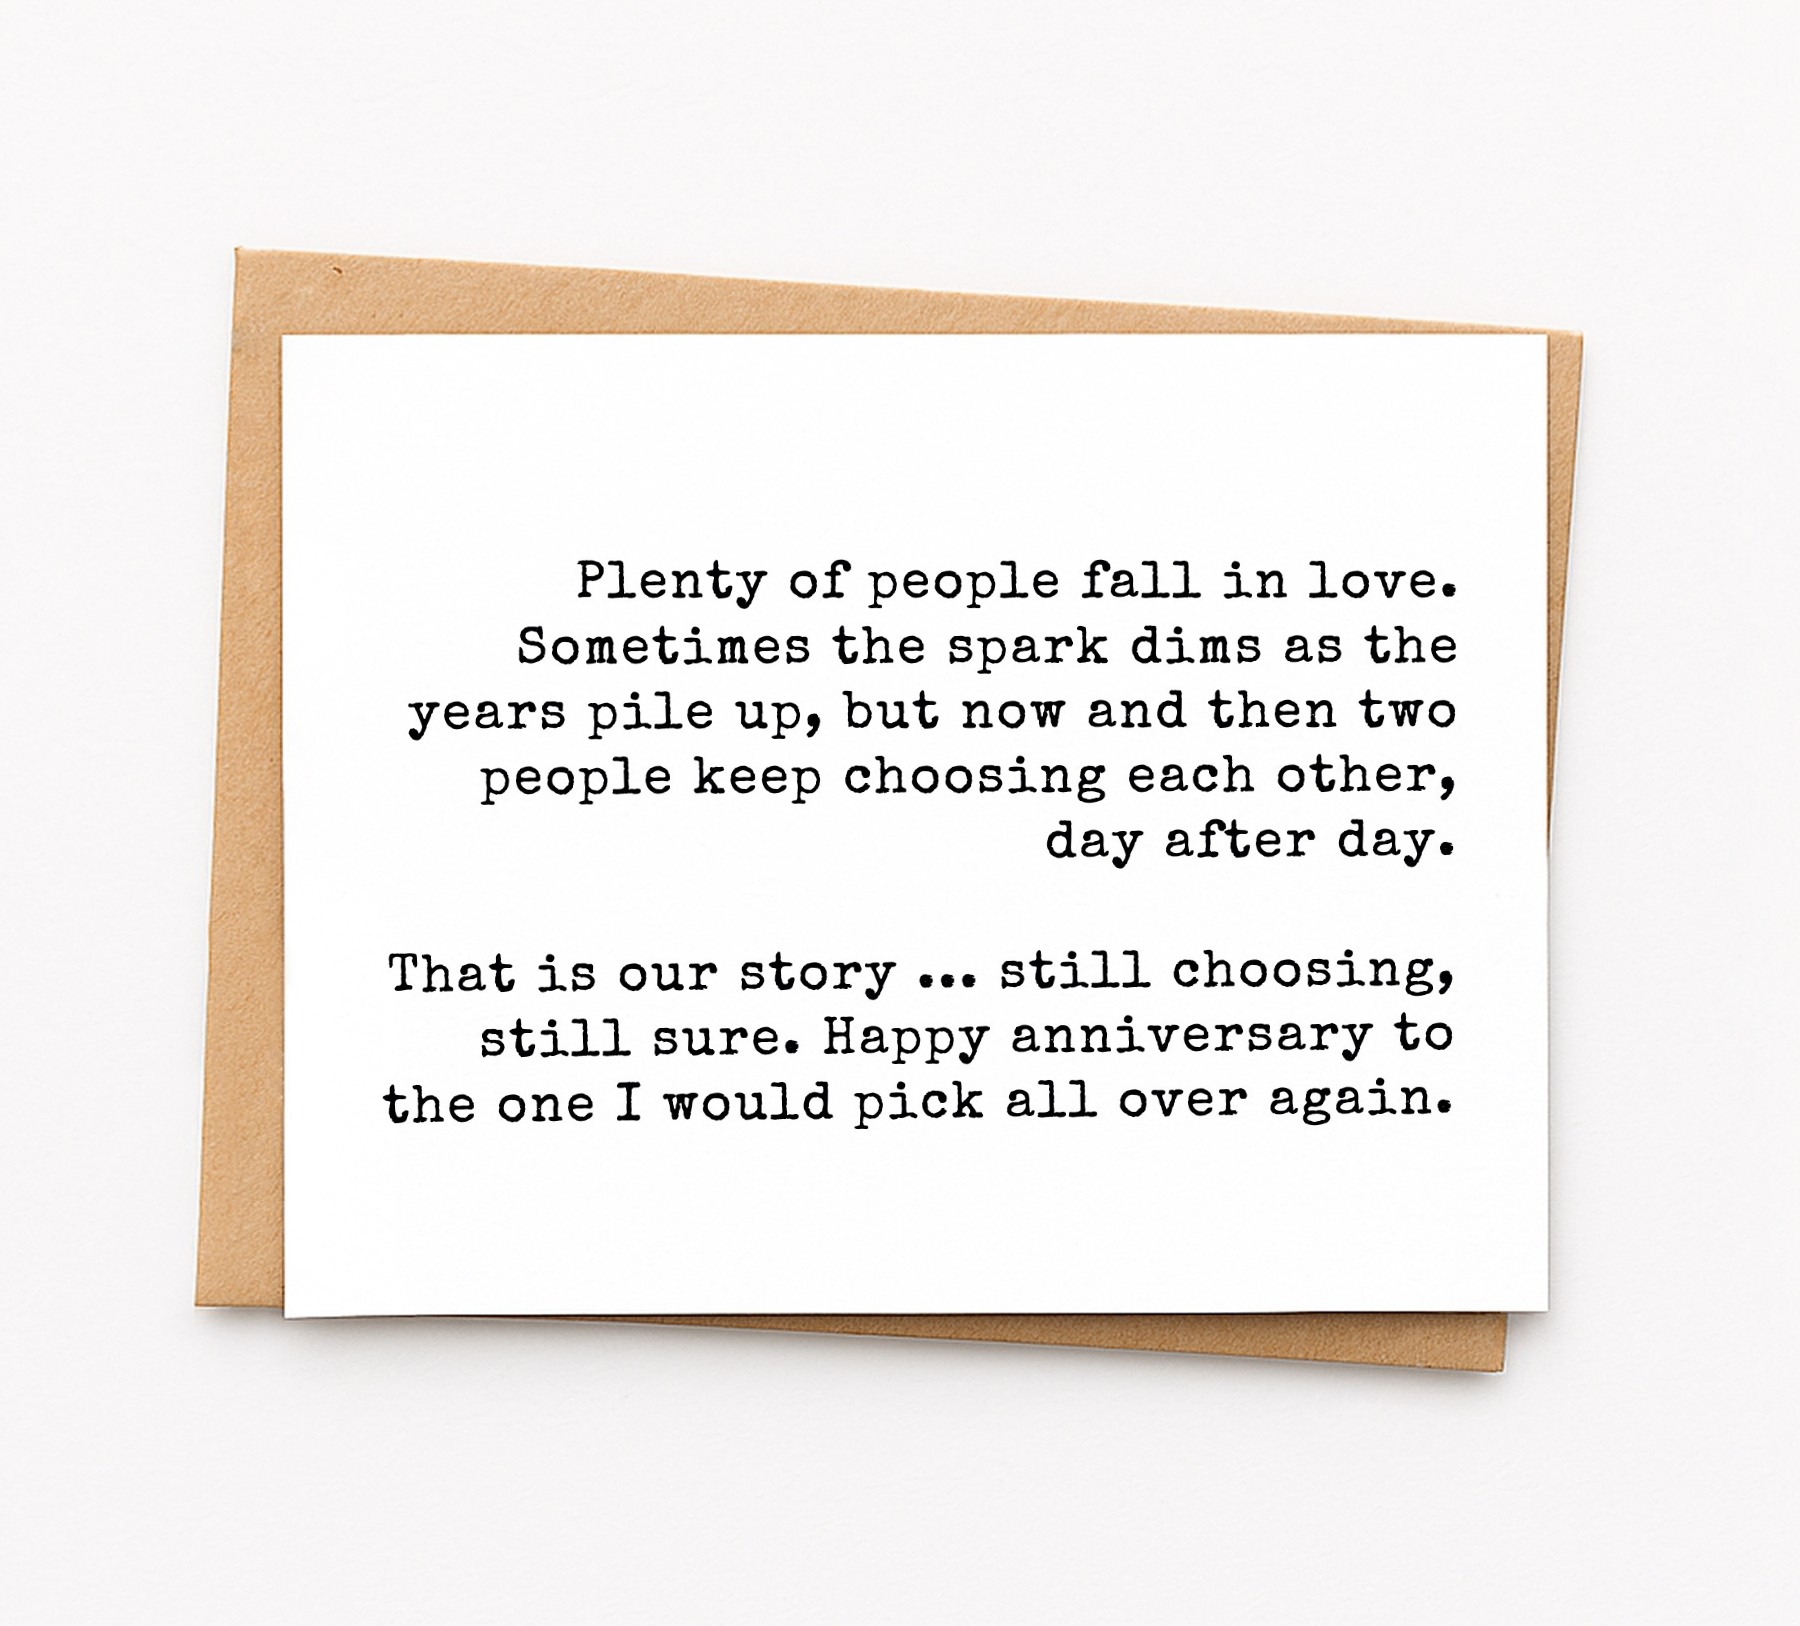 Plenty of people fall in love.
Sometimes the spark dims as the
years pile up, but now and then two
people keep choosing each other,
day after day.
That is our story ... still choosing,
still sure. Happy anniversary to
the one I would pick all over again.